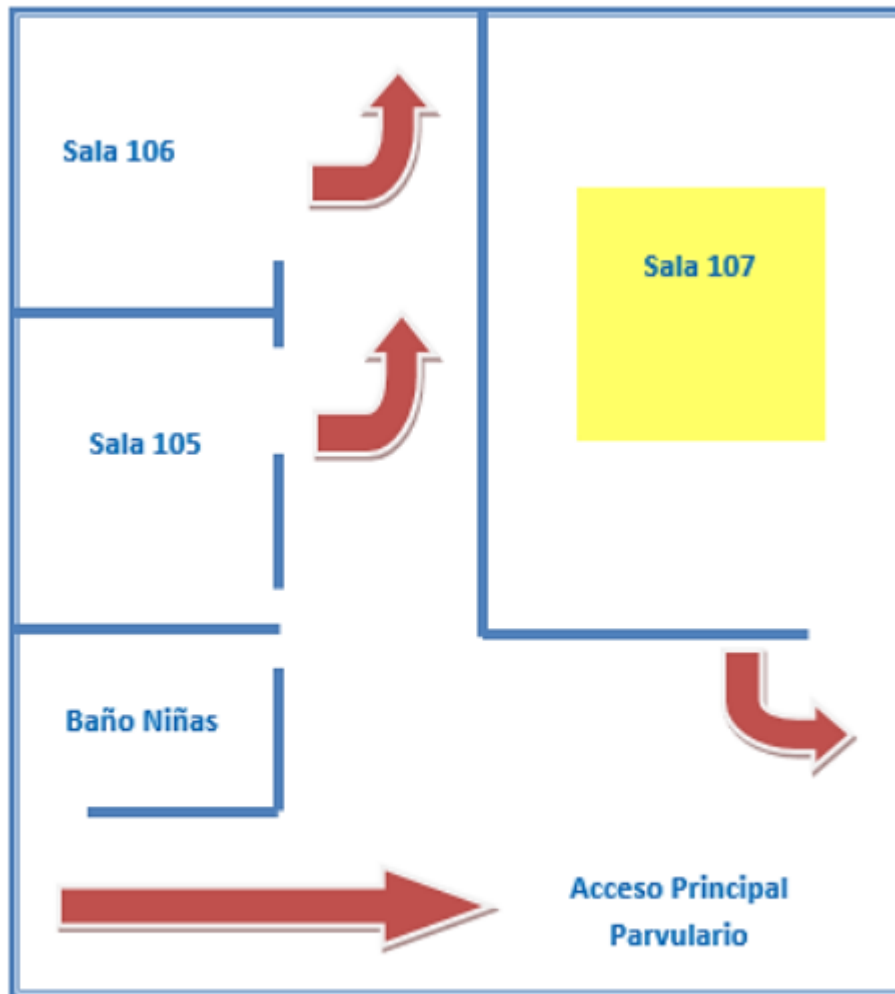 Sala 106
Sala 107
Sala 105
Baño Niñas
Acceso Principal
Parvulario